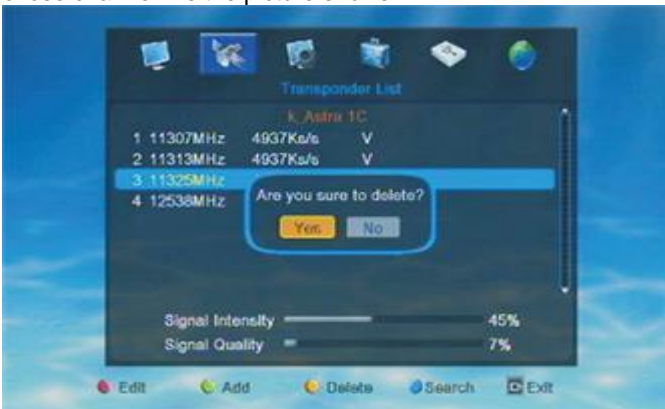 Transponder List
k_Astra 1C
1 11307MHz 4937Ks/s V
2 11313MHz 4937Ks/s V
3 11325MHz
4 12538MHz
Are you sure to delete?
Yes No
Signal Intensity 45%
Signal Quality 7%
Edit Add Delete Search Exit